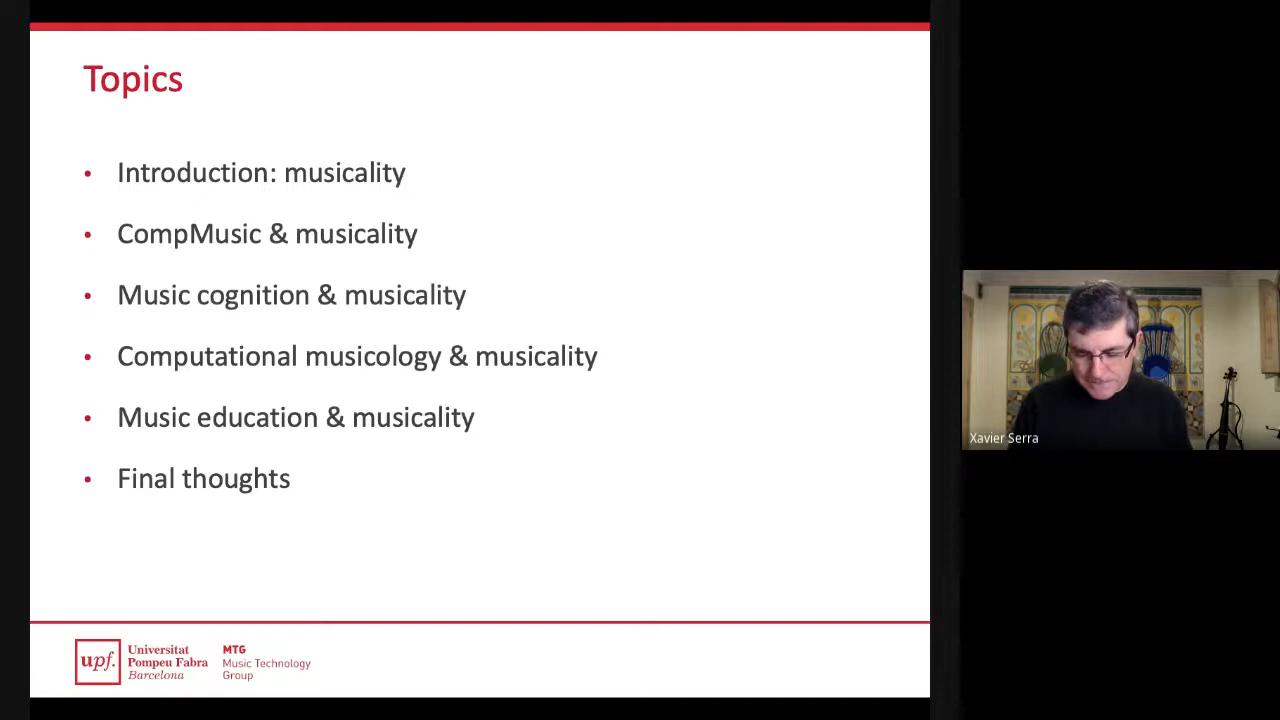 Topics
• Introduction: musicality
• CompMusic & musicality
• Music cognition & musicality
• Computational musicology & musicality
• Music education & musicality
• Final thoughts
upf.
Universitat
Pompeu Fabra
Barcelona
MTG
Music Technology
Group
Xavier Serra